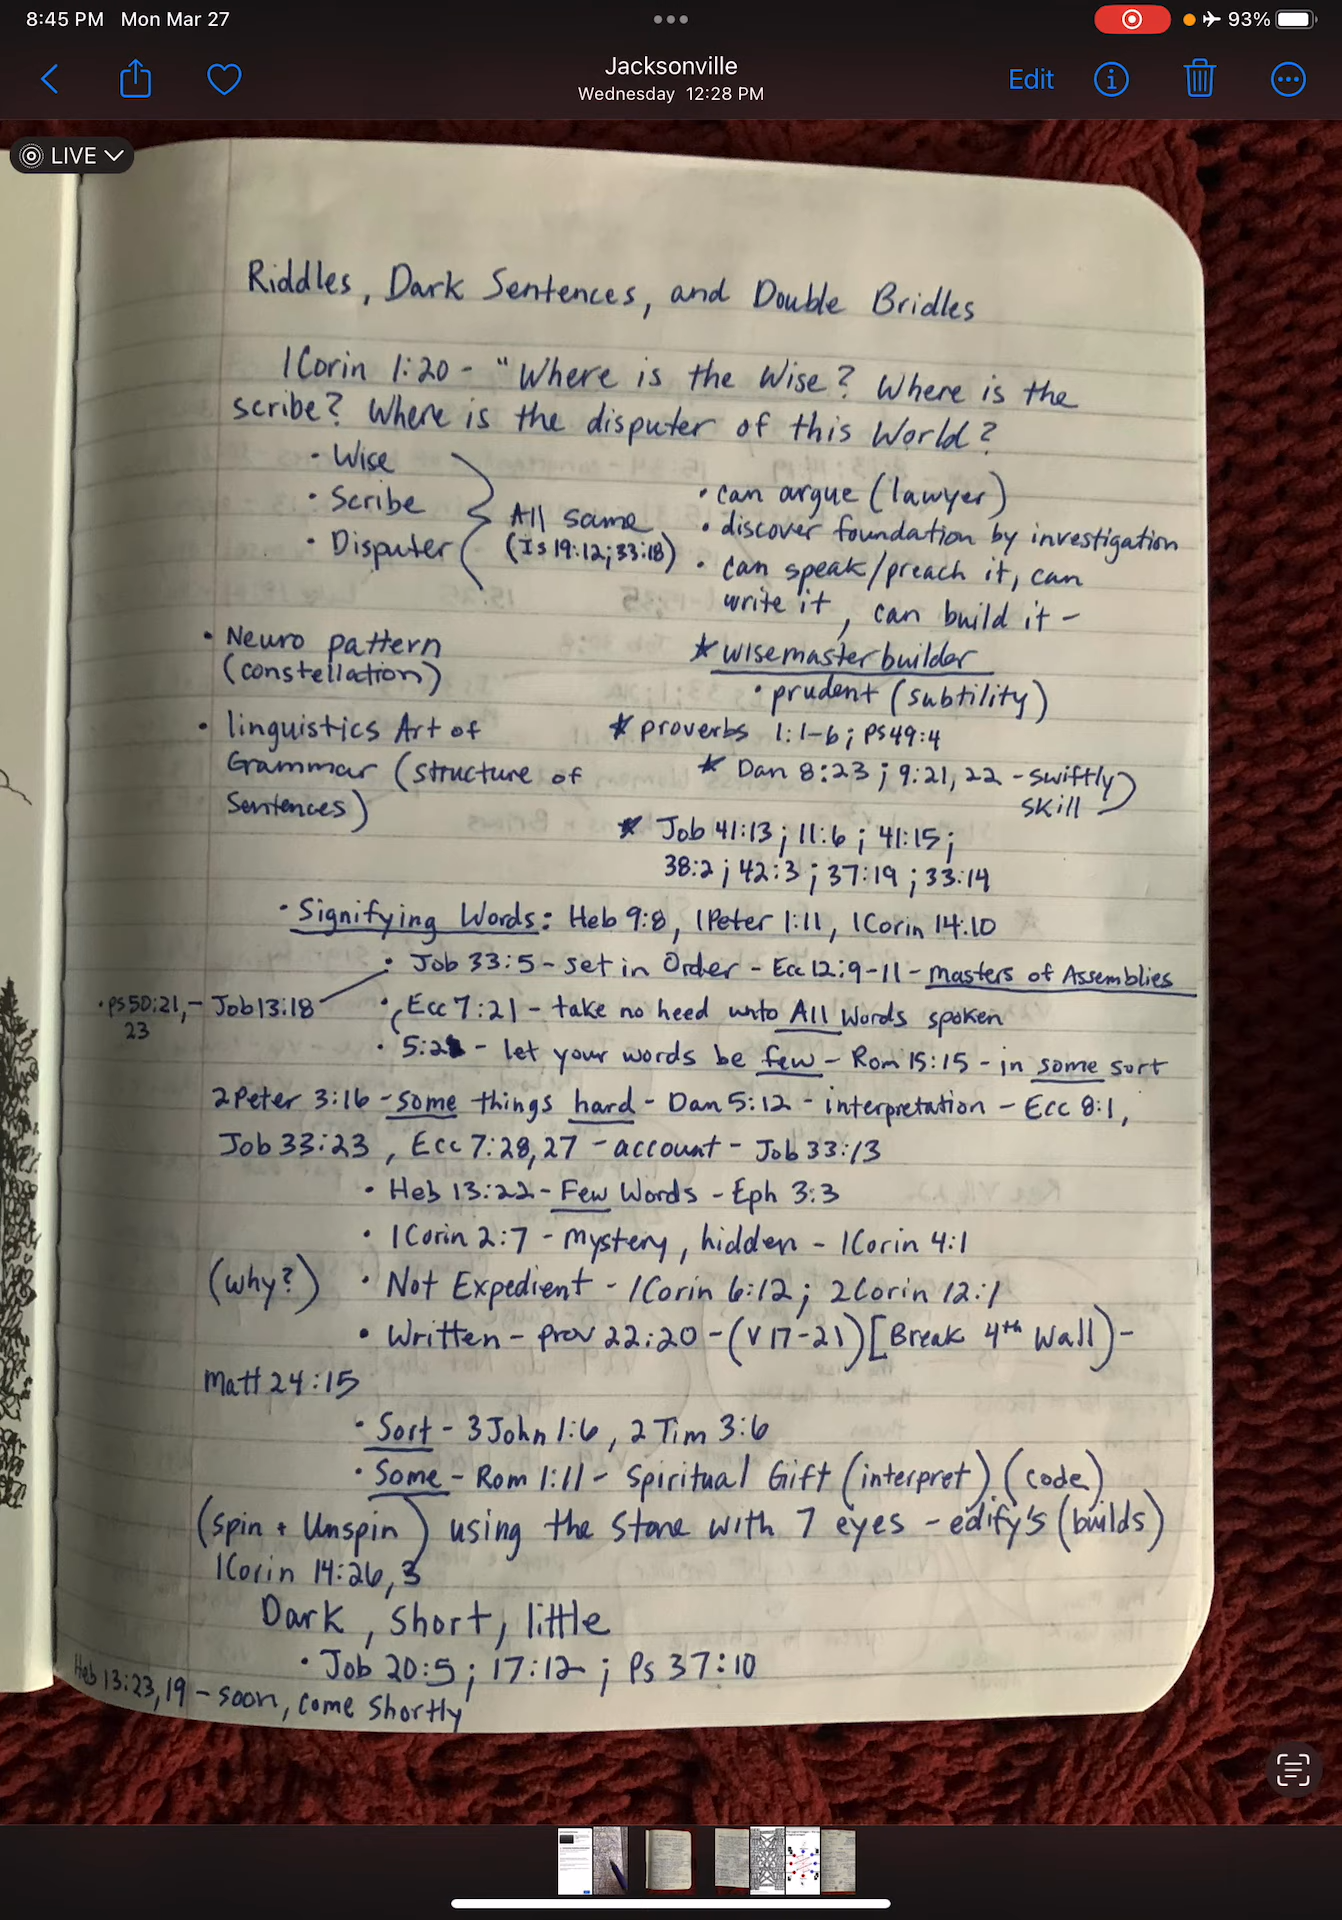 8:45 PM Mon Mar 27
93%
Jacksonville
Wednesday 12:28 PM
Edit
LIVE
Riddles, Dark Sentences, and Double Bridles
1Corin 1:20 - "Where is the Wise? Where is the
scribe? Where is the disputer of this World?
• Wise
• Scribe
• Disputer
All same
(Is 19:12; 33:18)
• can argue (lawyer)
• discover foundation by investigation
• can speak/preach it, can
write it, can build it -
* wisemasterbuilder
• prudent (subtility)
• Neuro pattern
(constellation)
• linguistics Art of
Grammar (structure of
Sentences)
* proverbs 1:1-6; PS49:4
* Dan 8:23; 9:21, 22 - swiftly
skill
* Job 41:13; 11:6; 41:15;
38:2; 42:3; 37:19; 33:14
• Signifying Words: Heb 9:8, 1Peter 1:11, 1Corin 14:10
• Job 33:5 - set in Order - Ecc 12:9-11 - masters of Assemblies
• PS50:21, - Job 13:18
23
• Ecc 7:21 - take no heed unto All Words spoken
• 5:2 - let your words be few - Rom 15:15 - in some sort
2Peter 3:16 - some things hard - Dan 5:12 - interpretation - Ecc 8:1,
Job 33:23, Ecc 7:28,27 - account - Job 33:13
• Heb 13:22 - Few Words - Eph 3:3
• 1Corin 2:7 - mystery, hidden - 1Corin 4:1
(why?) • Not Expedient - 1Corin 6:12; 2Corin 12:1
• Written - prov 22:20 - (v 17-21) [Break 4th Wall) -
Matt 24:15
• Sort - 3John 1:6, 2Tim 3:6
• Some - Rom 1:11 - Spiritual Gift (interpret) (code)
(spin + Unspin) using the Stone with 7 eyes - edify's (builds)
1Corin 14:26, 3
Dark, short, little
• Job 20:5; 17:12; Ps 37:10
Heb 13:23, 19 - soon, come shortly